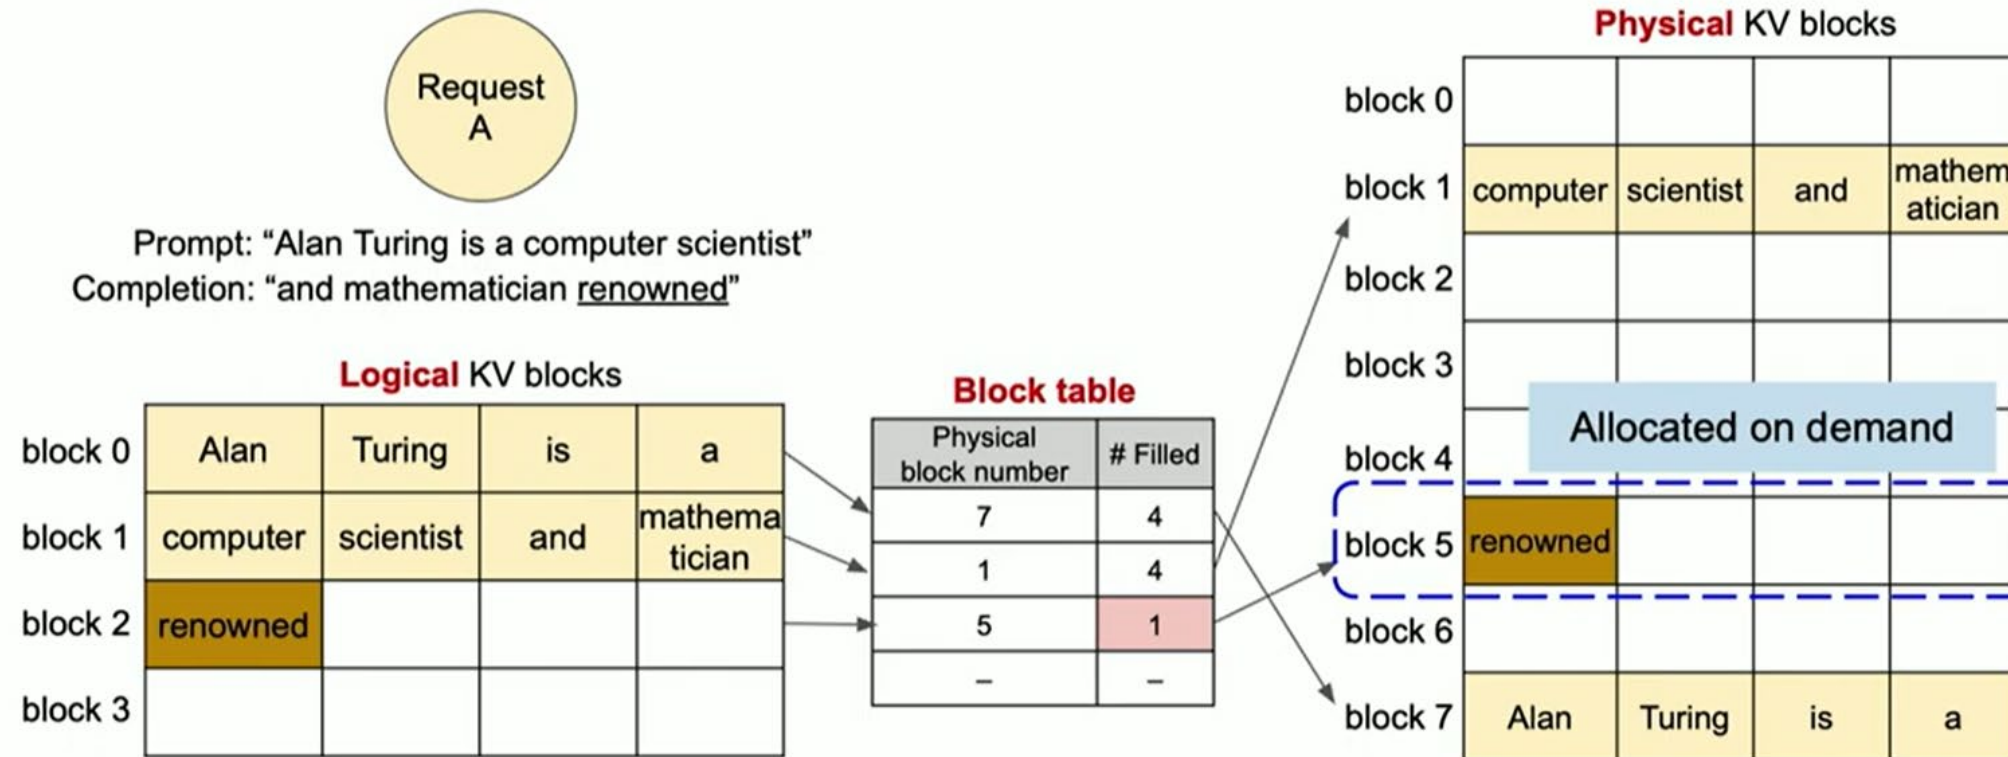 Request
A
Prompt: “Alan Turing is a computer scientist”
Completion: “and mathematician renowned”
Logical KV blocks
block 0 Alan Turing is a
block 1 computer scientist and mathema
tician
block 2 renowned
block 3
Block table
Physical
block number # Filled
7 4
1 4
5 1
– –
Physical KV blocks
block 0
block 1 computer scientist and mathem
atician
block 2
block 3
Allocated on demand
block 4
block 5 renowned
block 6
block 7 Alan Turing is a